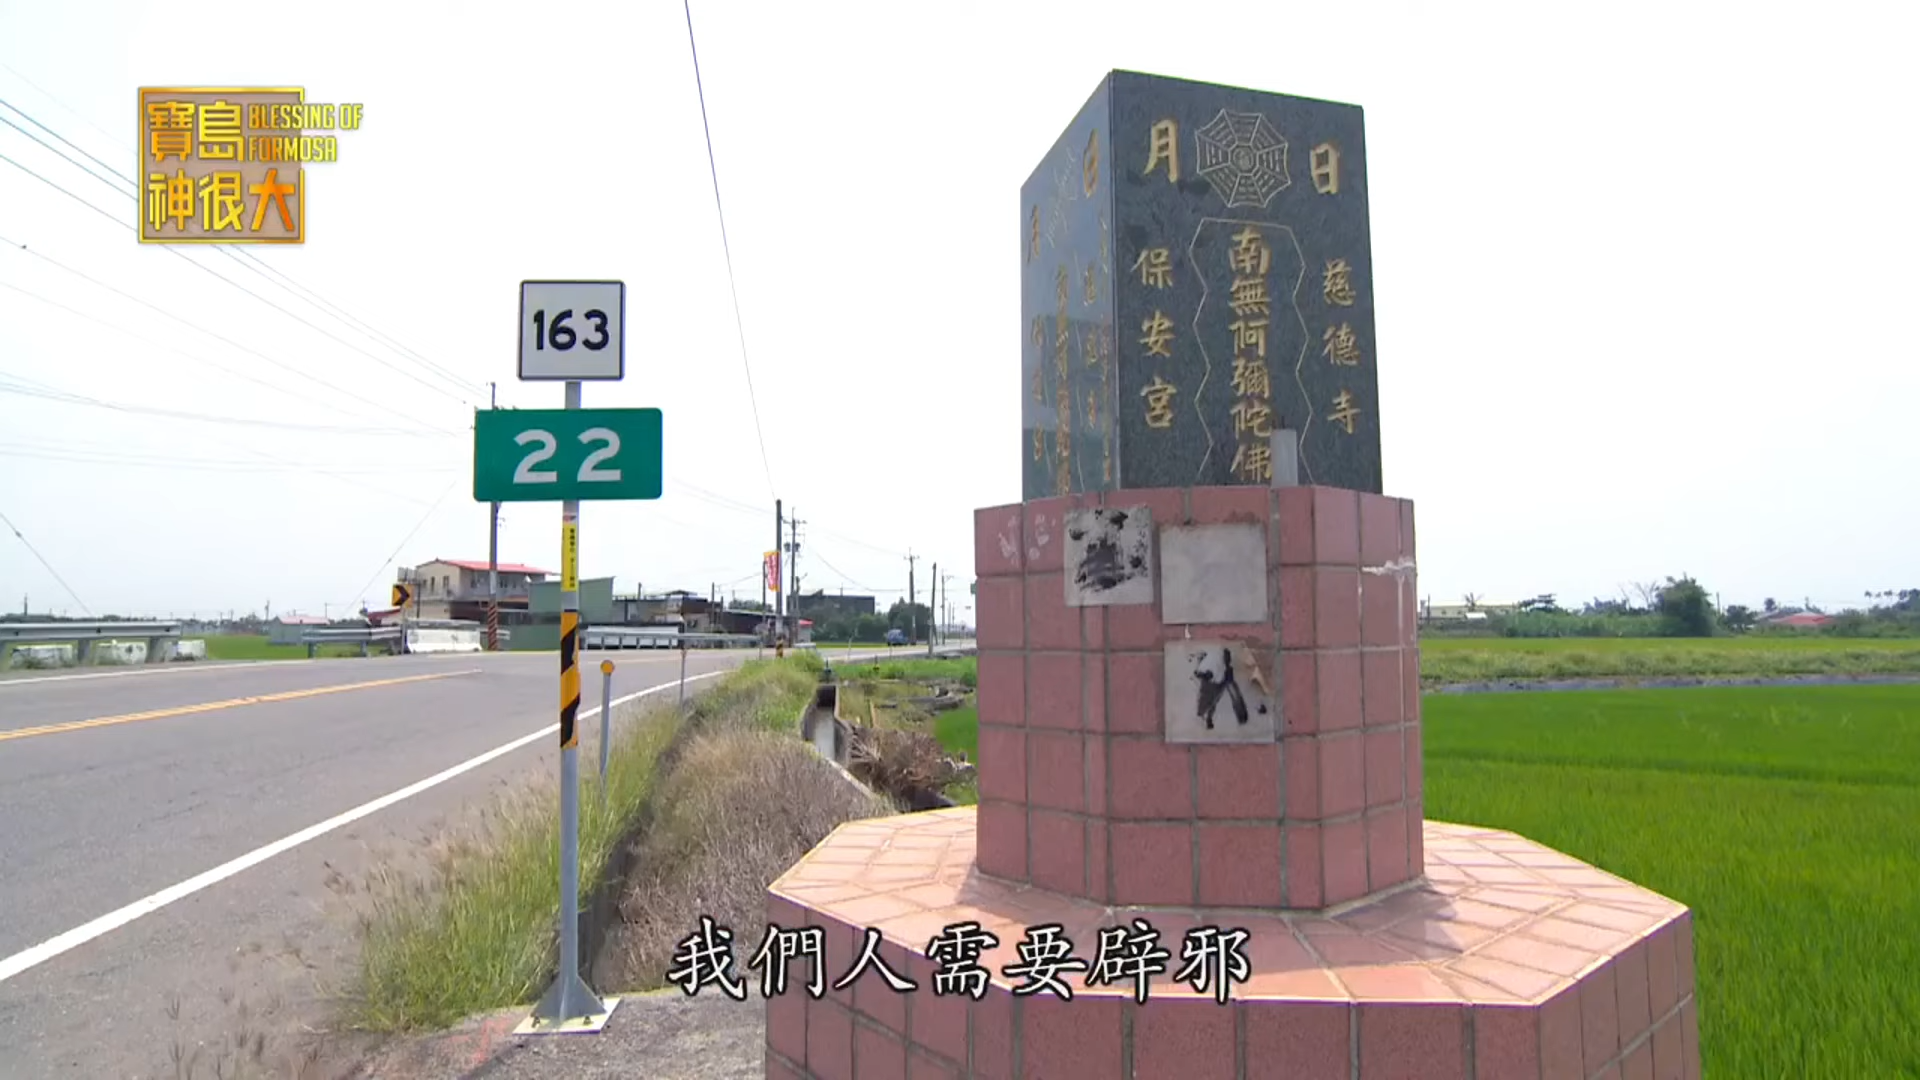 寶島
神很大
BLESSING OF
FORMOSA
163
22
日
月
慈德寺
南無阿彌陀佛
保安宮
我們人需要辟邪